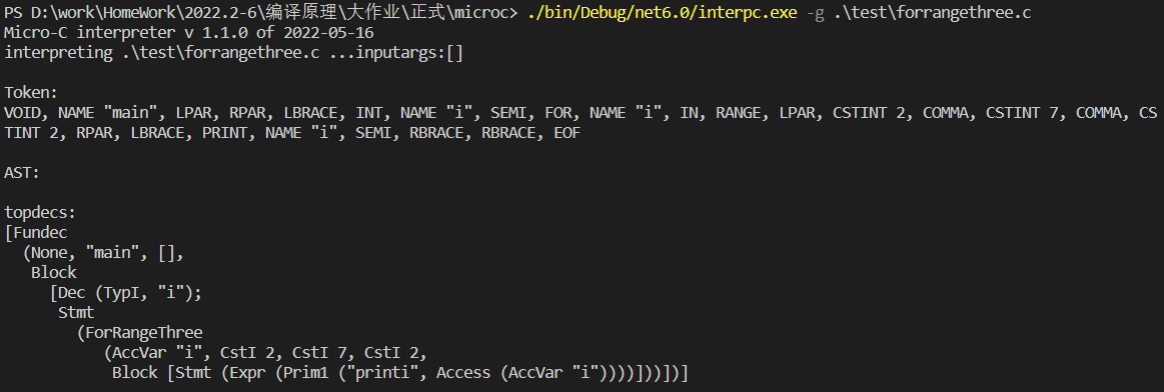 PS D:\work\HomeWork\2022.2-6\编译原理\大作业\正式\microc> ./bin/Debug/net6.0/interpc.exe -g .\test\forrangethree.c
Micro-C interpreter v 1.1.0 of 2022-05-16
interpreting .\test\forrangethree.c ...inputargs:[]
Token:
VOID, NAME "main", LPAR, RPAR, LBRACE, INT, NAME "i", SEMI, FOR, NAME "i", IN, RANGE, LPAR, CSTINT 2, COMMA, CSTINT 7, COMMA, CS
TINT 2, RPAR, LBRACE, PRINT, NAME "i", SEMI, RBRACE, RBRACE, EOF
AST:
topdecs:
[Fundec
(None, "main", [],
Block
[Dec (TypI, "i");
Stmt
(ForRangeThree
(AccVar "i", CstI 2, CstI 7, CstI 2,
Block [Stmt (Expr (Prim1 ("printi", Access (AccVar "i"))))]))])]